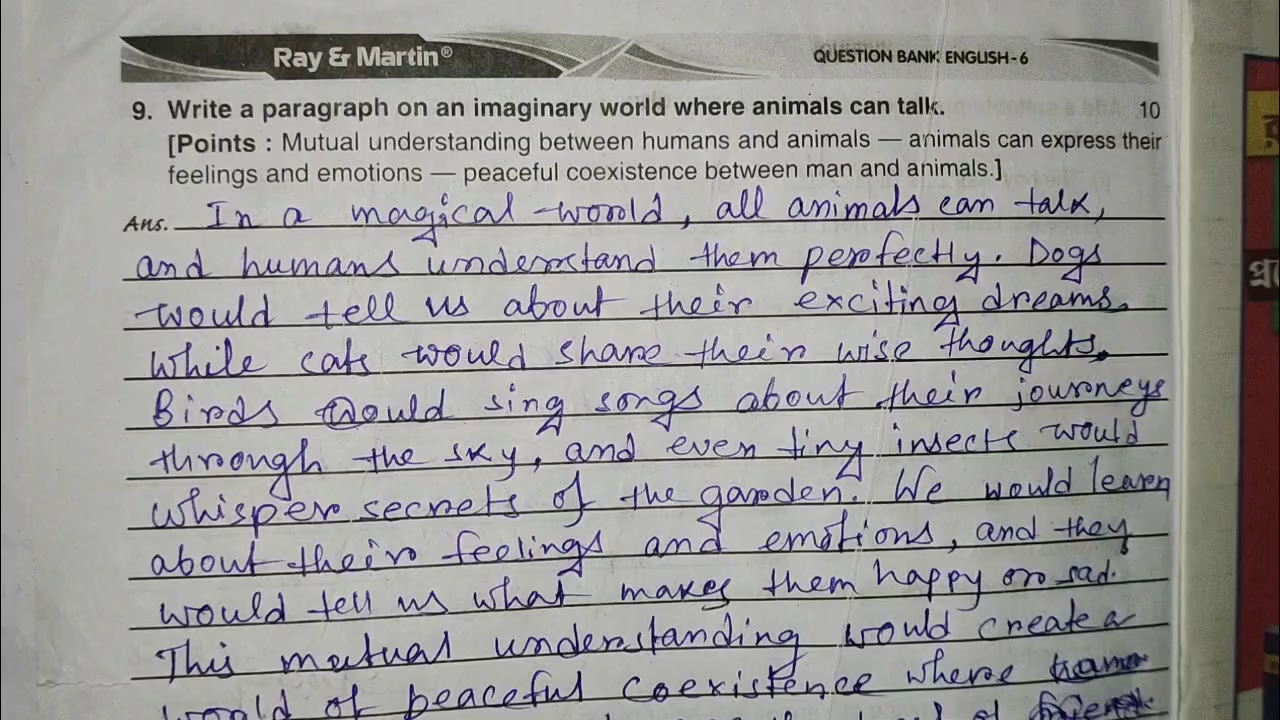 Ray & Martin®
QUESTION BANK ENGLISH-6
9. Write a paragraph on an imaginary world where animals can talk. 10
[Points : Mutual understanding between humans and animals — animals can express their
feelings and emotions — peaceful coexistence between man and animals.]
Ans. In a magical world, all animals can talk,
and humans understand them perfectly. Dogs
would tell us about their exciting dreams.
While cats would share their wise thoughts.
Birds would sing songs about their journeys
through the sky, and even tiny insects would
whisper secrets of the garden. We would learn
about their feelings and emotions, and they
would tell us what makes them happy or sad.
This mutual understanding would create a
world of peaceful coexistence where
of